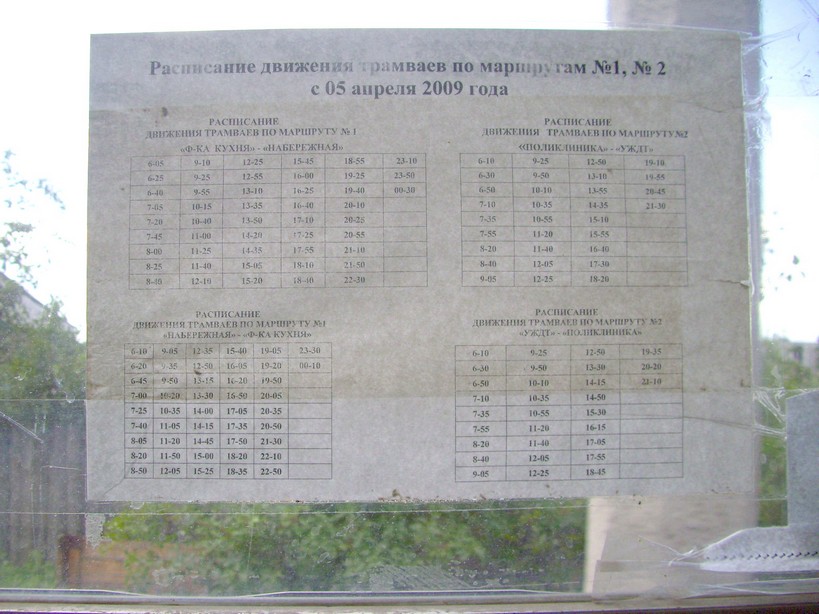 Расписание движения трамваев по маршрутам №1, № 2
с 05 апреля 2009 года
РАСПИСАНИЕ
ДВИЖЕНИЯ ТРАМВАЕВ ПО МАРШРУТУ № 1
«Ф-КА КУХНЯ» - «НАБЕРЕЖНАЯ»
6-05 9-10 12-25 15-45 18-55 23-10
6-25 9-25 12-55 16-00 19-25 23-50
6-40 9-55 13-10 16-25 19-40 00-30
7-05 10-15 13-35 16-40 20-10
7-20 10-40 13-50 17-10 20-25
7-45 11-00 14-20 17-25 20-55
8-00 11-25 14-35 17-55 21-10
8-25 11-40 15-05 18-10 21-50
8-40 12-10 15-20 18-40 22-30
РАСПИСАНИЕ
ДВИЖЕНИЯ ТРАМВАЕВ ПО МАРШРУТУ №2
«ПОЛИКЛИНИКА» - «УЖДТ»
6-10 9-25 12-50 19-10
6-30 9-50 13-10 19-55
6-50 10-10 13-55 20-45
7-10 10-35 14-35 21-30
7-35 10-55 15-10
7-55 11-20 15-55
8-20 11-40 16-40
8-40 12-05 17-30
9-05 12-25 18-20
РАСПИСАНИЕ
ДВИЖЕНИЯ ТРАМВАЕВ ПО МАРШРУТУ №1
«НАБЕРЕЖНАЯ» - «Ф-КА КУХНЯ»
6-10 9-05 12-35 15-40 19-05 23-30
6-20 9-35 12-50 16-05 19-20 00-10
6-45 9-50 13-15 16-20 19-50
7-00 10-20 13-30 16-50 20-05
7-25 10-35 14-00 17-05 20-35
7-40 11-05 14-15 17-35 20-50
8-05 11-20 14-45 17-50 21-30
8-20 11-50 15-00 18-20 22-10
8-50 12-05 15-25 18-35 22-50
РАСПИСАНИЕ
ДВИЖЕНИЯ ТРАМВАЕВ ПО МАРШРУТУ №2
«УЖДТ» - «ПОЛИКЛИНИКА»
6-10 9-25 12-50 19-35
6-30 9-50 13-30 20-20
6-50 10-10 14-15 21-10
7-10 10-35 14-50
7-35 10-55 15-30
7-55 11-20 16-15
8-20 11-40 17-05
8-40 12-05 17-55
9-05 12-25 18-45